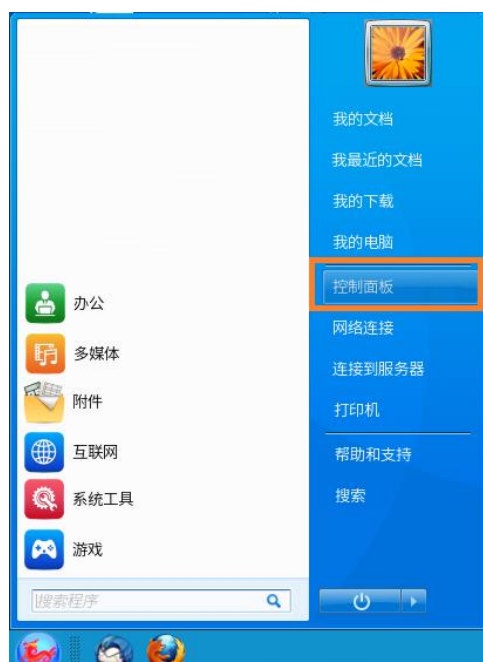 办公
多媒体
附件
互联网
系统工具
游戏
搜索程序
我的文档
我最近的文档
我的下载
我的电脑
控制面板
网络连接
连接到服务器
打印机
帮助和支持
搜索